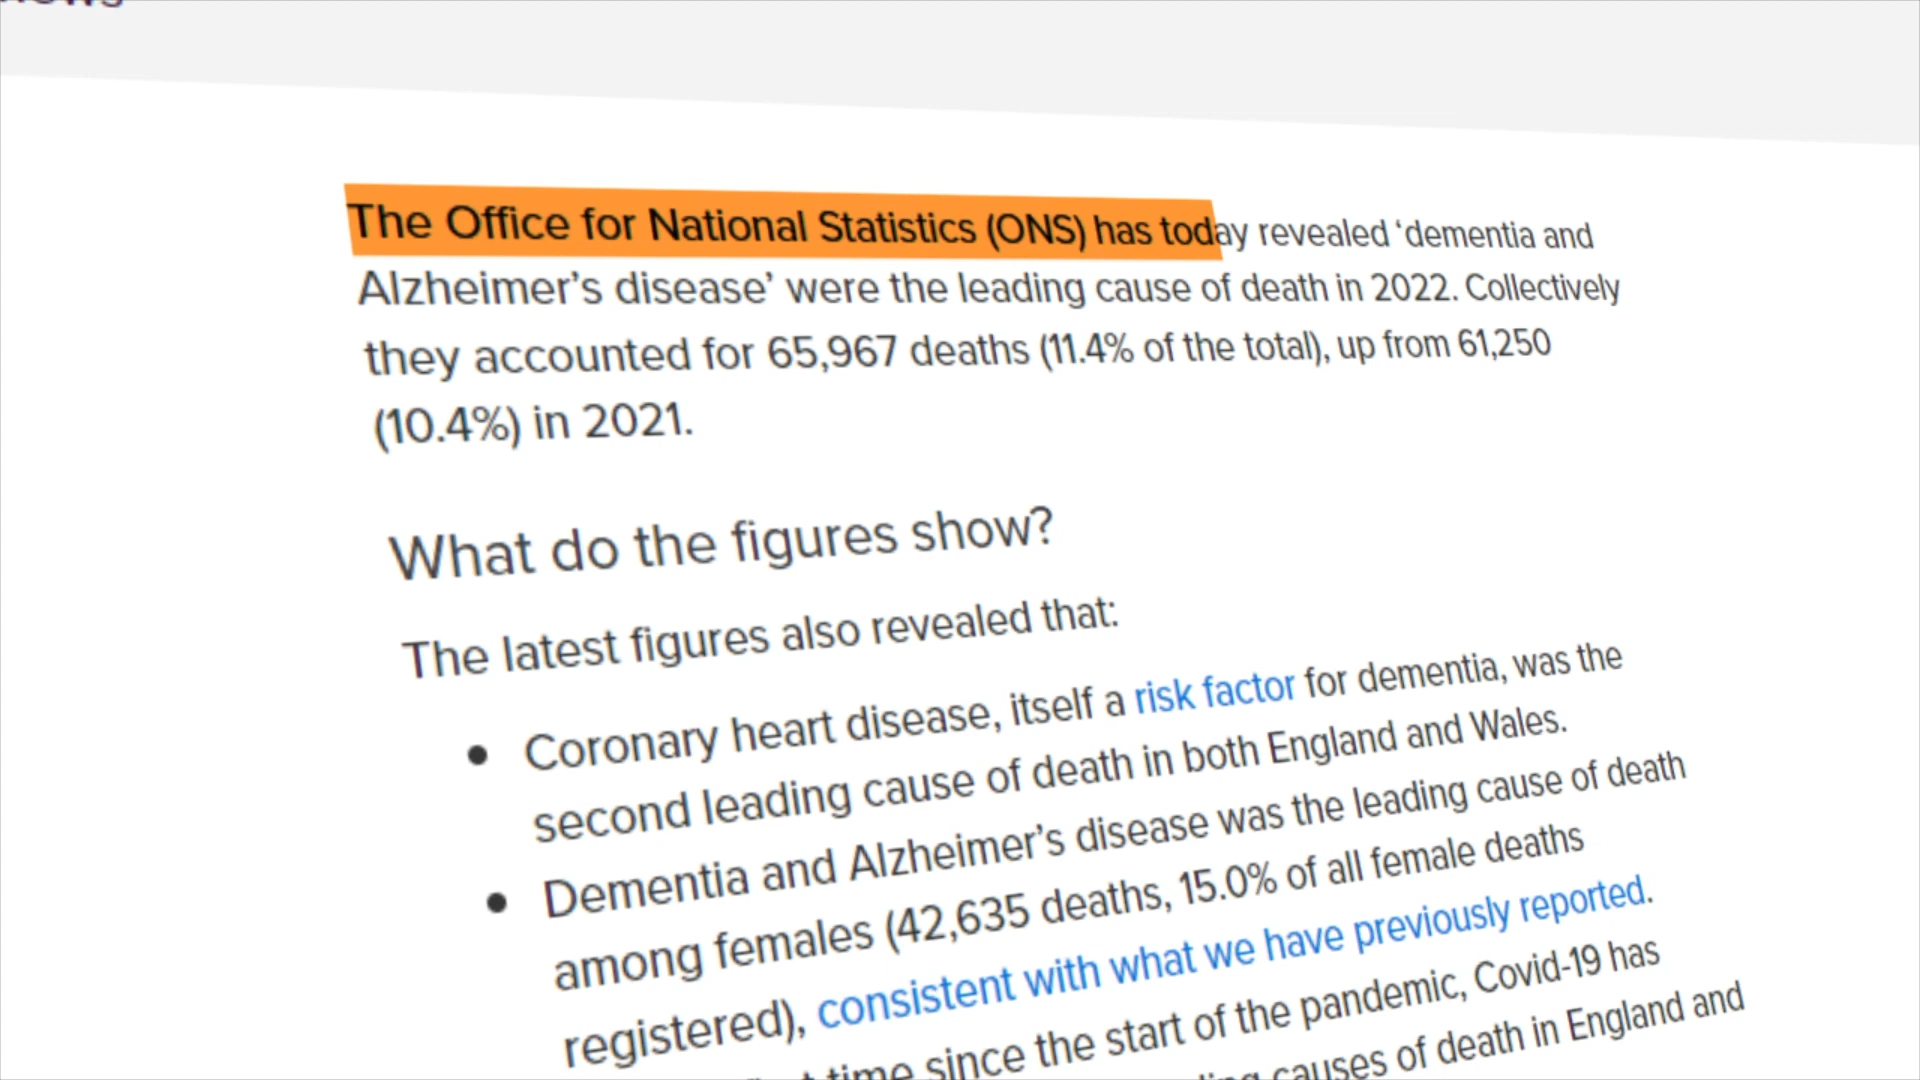 The Office for National Statistics (ONS) has today revealed ‘dementia and
Alzheimer’s disease’ were the leading cause of death in 2022. Collectively
they accounted for 65,967 deaths (11.4% of the total), up from 61,250
(10.4%) in 2021.
What do the figures show?
The latest figures also revealed that:
• Coronary heart disease, itself a risk factor for dementia, was the
second leading cause of death in both England and Wales.
• Dementia and Alzheimer’s disease was the leading cause of death
among females (42,635 deaths, 15.0% of all female deaths
registered), consistent with what we have previously reported.
time since the start of the pandemic, Covid-19 has
causes of death in England and